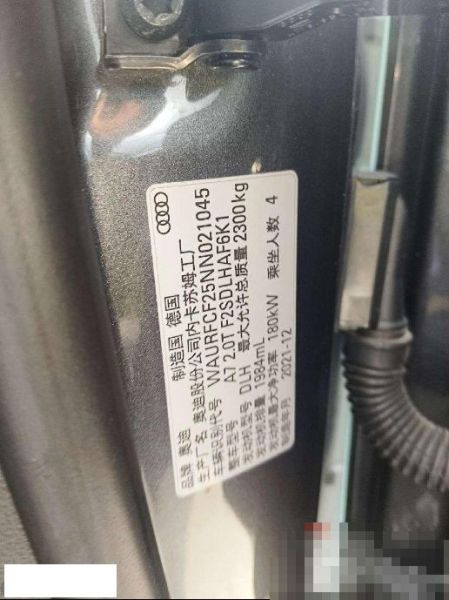 品牌 奥迪 制造国 德国
生产厂名 奥迪股份公司内卡苏姆工厂
车辆识别代号 WAURFCF25NN021045
整车型号 A7 2.0T F2SDLHAF6K1
发动机型号 DLH 最大允许总质量 2300kg
发动机排量 1984mL
发动机最大净功率 180kW 乘坐人数 4
制造年月 2021-12